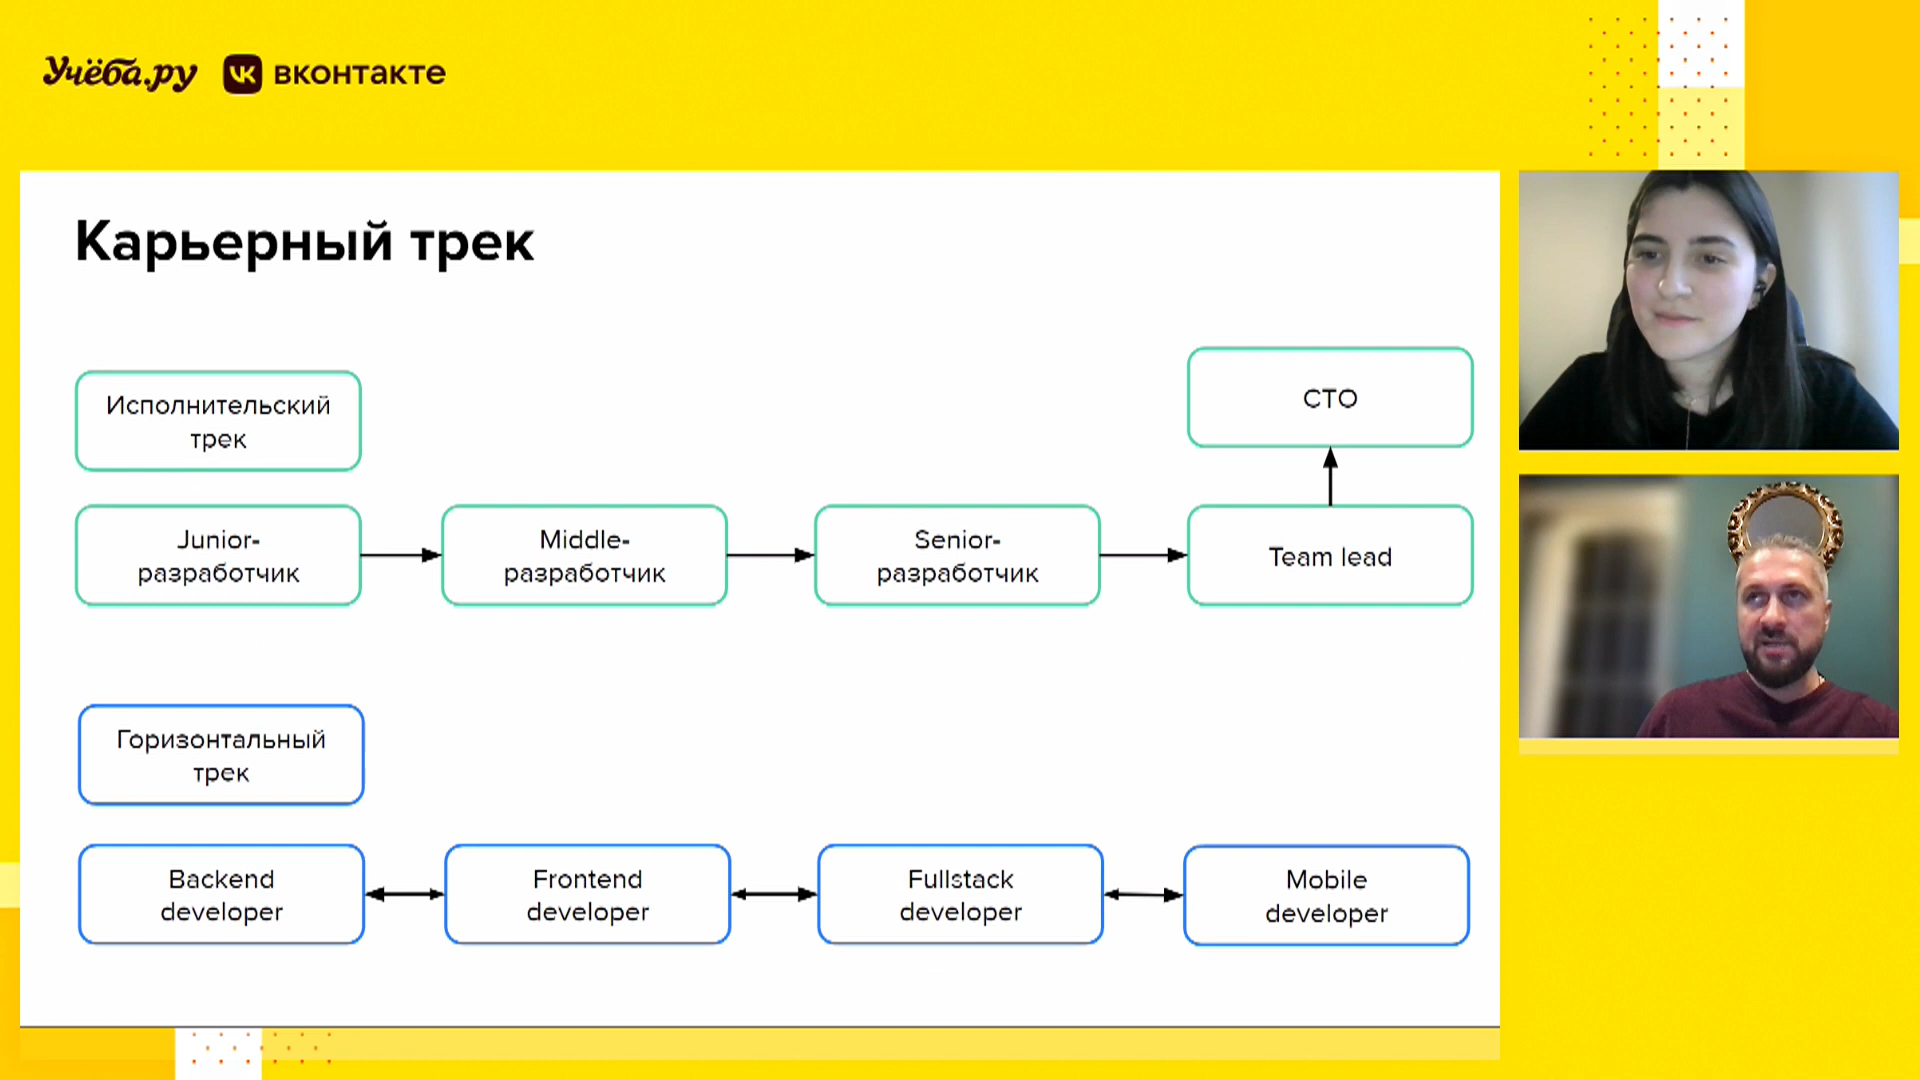 Учёба.ру вконтакте
Карьерный трек
Исполнительский
трек
CTO
Junior-
разработчик
Middle-
разработчик
Senior-
разработчик
Team lead
Горизонтальный
трек
Backend
developer
Frontend
developer
Fullstack
developer
Mobile
developer